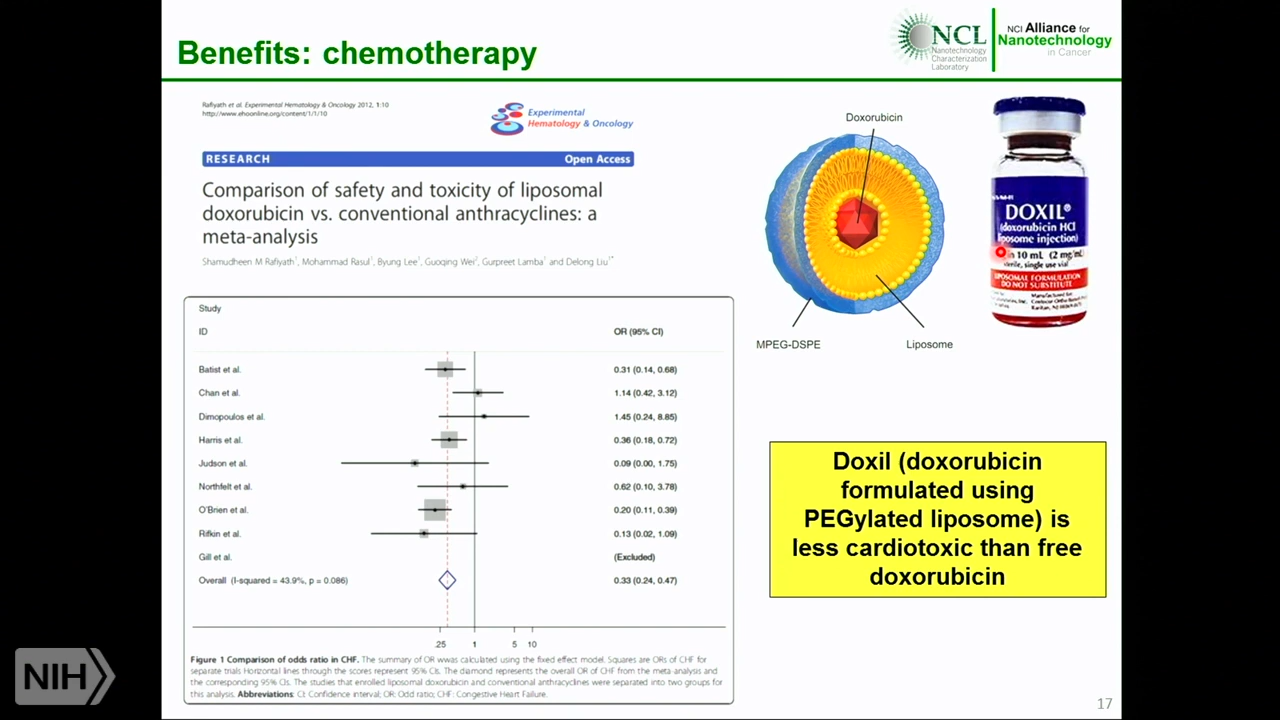 Benefits: chemotherapy
NCL
Nanotechnology
Characterization
Laboratory
NCI Alliance for
Nanotechnology
in Cancer
Rafiyath et al. Experimental Hematology & Oncology 2012, 1:10
http://www.ehoonline.org/content/1/1/10
Experimental
Hematology & Oncology
RESEARCH Open Access
Comparison of safety and toxicity of liposomal
doxorubicin vs. conventional anthracyclines: a
meta-analysis
Shamudheen M Rafiyath1, Mohammad Rasul1, Byung Lee1, Guoqing Wei2, Gurpreet Lamba1 and Delong Liu1*
Study
ID OR (95% CI)
Batist et al. 0.31 (0.14, 0.68)
Chan et al. 1.14 (0.42, 3.12)
Dimopoulos et al. 1.45 (0.24, 8.85)
Harris et al. 0.36 (0.18, 0.72)
Judson et al. 0.09 (0.00, 1.75)
Northfelt et al. 0.62 (0.10, 3.78)
O'Brien et al. 0.20 (0.11, 0.39)
Rifkin et al. 0.13 (0.02, 1.09)
Gill et al. (Excluded)
Overall (I-squared = 43.9%, p = 0.086) 0.33 (0.24, 0.47)
.25 1 5 10
Figure 1 Comparison of odds ratio in CHF. The summary of OR wwas calculated using the fixed effect model. Squares are ORs of CHF for
separate trials Horizontal lines through the scores represent 95% CIs. The diamond represents the overall OR of CHF from the meta-analysis and
the corresponding 95% CIs. The studies that enrolled liposomal doxorubicin and conventional anthracyclines were separated into two groups for
this analysis. Abbreviations: CI: Confidence interval; OR: Odd ratio; CHF: Congestive Heart Failure.
Doxorubicin
MPEG-DSPE
Liposome
DOXIL®
(doxorubicin HCl
liposome injection)
in 10 mL (2 mg/mL)
sterile, single use vial
LIPOSOMAL FORMULATION
DO NOT SUBSTITUTE
Doxil (doxorubicin
formulated using
PEGylated liposome) is
less cardiotoxic than free
doxorubicin
NIH
17